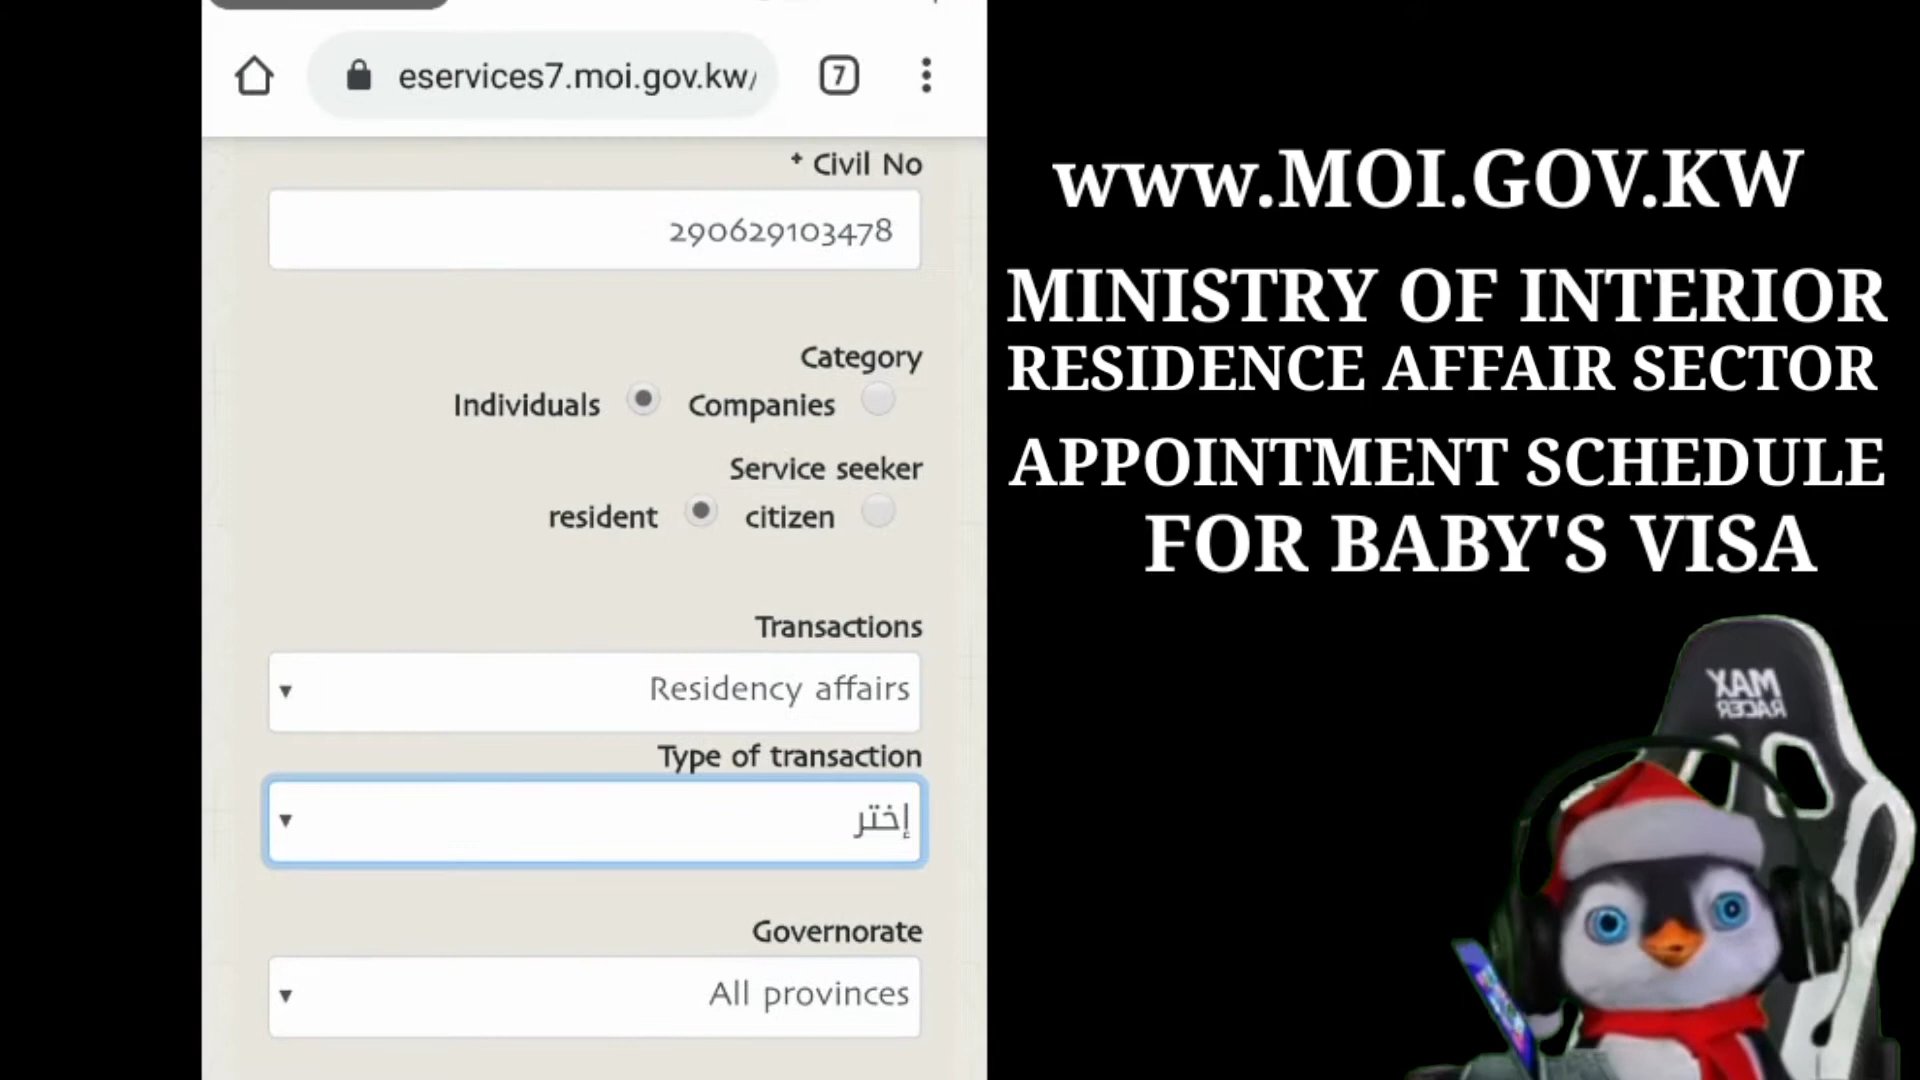 eservices7.moi.gov.kw/
7
* Civil No
290629103478
Category
Individuals Companies
Service seeker
resident citizen
Transactions
Residency affairs
Type of transaction
إختر
Governorate
All provinces
www.MOI.GOV.KW
MINISTRY OF INTERIOR
RESIDENCE AFFAIR SECTOR
APPOINTMENT SCHEDULE
FOR BABY'S VISA
MAX
RACER